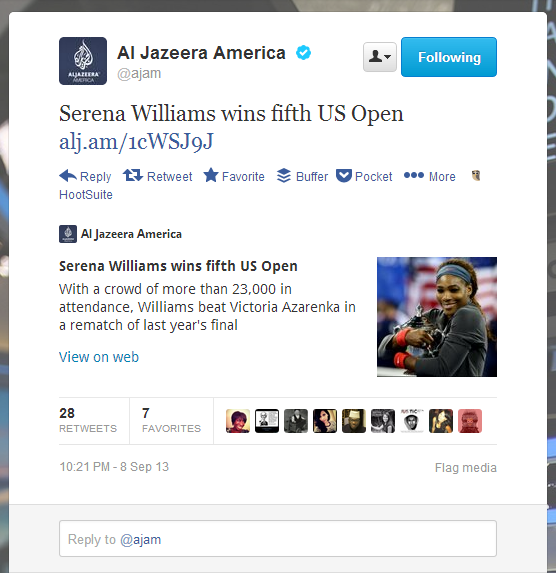 ALJAZEERA
AMERICA
Al Jazeera America
@ajam
Following
Serena Williams wins fifth US Open
alj.am/1cWSJ9J
Reply Retweet Favorite Buffer Pocket More
HootSuite
Al Jazeera America
Serena Williams wins fifth US Open
With a crowd of more than 23,000 in
attendance, Williams beat Victoria Azarenka in
a rematch of last year's final
View on web
28 7
RETWEETS FAVORITES
10:21 PM - 8 Sep 13 Flag media
Reply to @ajam